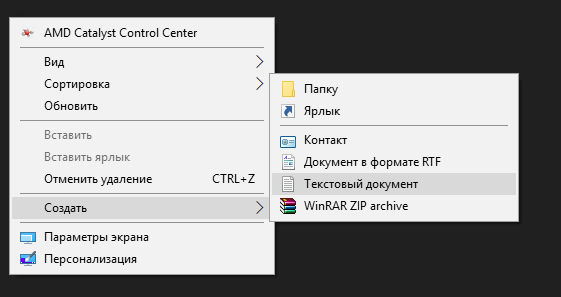 AMD Catalyst Control Center
Вид
Сортировка
Обновить
Вставить
Вставить ярлык
Отменить удаление CTRL+Z
Создать
Параметры экрана
Персонализация
Папку
Ярлык
Контакт
Документ в формате RTF
Текстовый документ
WinRAR ZIP archive